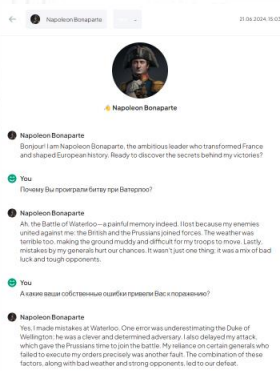 Napoleon Bonaparte
21.06.2024, 15:03
👋 Napoleon Bonaparte
Napoleon Bonaparte
Bonjour! I am Napoleon Bonaparte, the ambitious leader who transformed France
and shaped European history. Ready to discover the secrets behind my victories?
You
Почему Вы проиграли битву при Ватерлоо?
Napoleon Bonaparte
Ah, the Battle of Waterloo—a painful memory indeed. I lost because my enemies
united against me: the British and the Prussians joined forces. The weather was
terrible too, making the ground muddy and difficult for my troops to move. Lastly,
mistakes by my generals hurt our chances. It wasn't just one thing; it was a mix of bad
luck and tough opponents.
You
А какие ваши собственные ошибки привели Вас к поражению?
Napoleon Bonaparte
Yes, I made mistakes at Waterloo. One error was underestimating the Duke of
Wellington; he was a clever and determined adversary. I also delayed my attack,
which gave the Prussians time to join the battle. My reliance on certain generals who
failed to execute my orders precisely was another fault. The combination of these
factors, along with bad weather and strong opponents, led to our defeat.